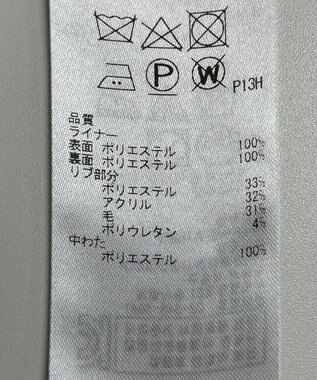 P W P13H
品質
ライナー
表面 ポリエステル 100%
裏面 ポリエステル 100%
リブ部分
ポリエステル 33%
アクリル 32%
毛 31%
ポリウレタン 4%
中わた
ポリエステル 100%